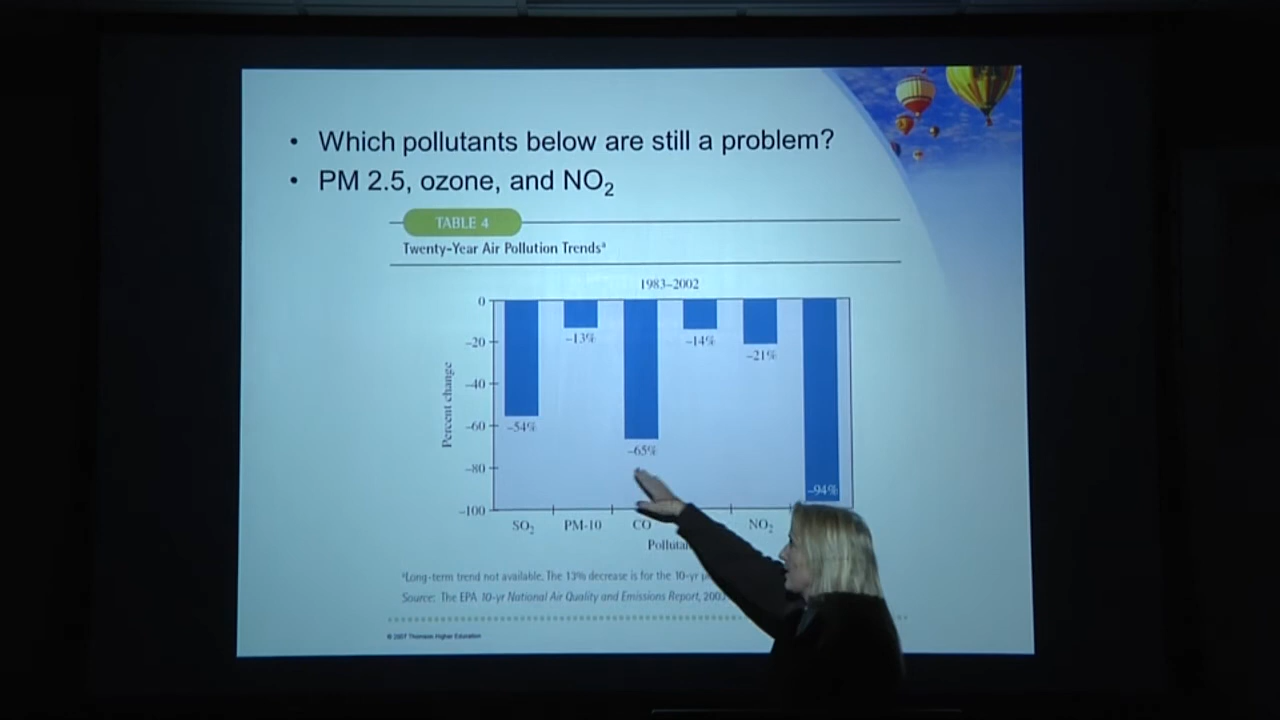 • Which pollutants below are still a problem?
• PM 2.5, ozone, and NO₂
TABLE 4
Twenty-Year Air Pollution Trendsᵃ
1983–2002
0
-20
-40
-60
-80
-100
Percent change
-54%
-13%
-65%
-14%
-21%
-94%
SO₂ PM-10 CO NO₂
ᵃLong-term trend not available. The 13% decrease is for the 10-yr
Source: The EPA 10-yr National Air Quality and Emissions Report,
© 2007 Thomson Higher Education